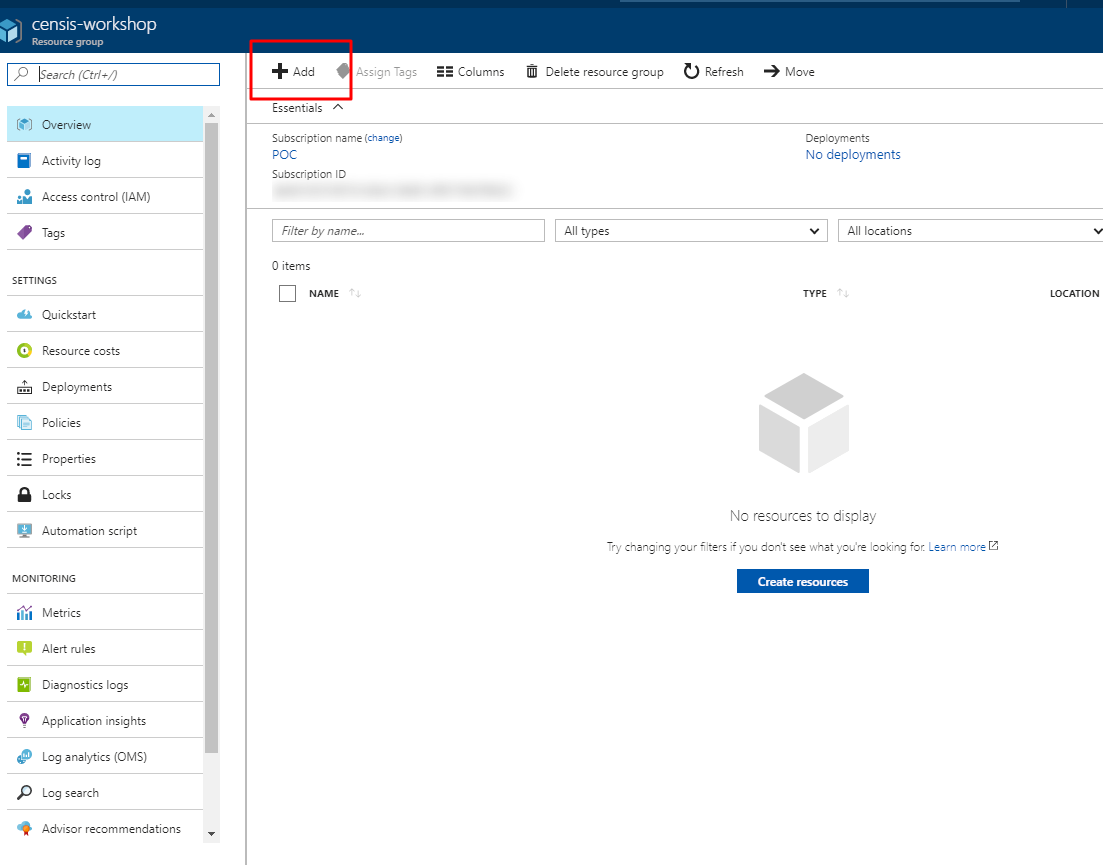 censis-workshop
Resource group
Search (Ctrl+/)
Overview
Activity log
Access control (IAM)
Tags
SETTINGS
Quickstart
Resource costs
Deployments
Policies
Properties
Locks
Automation script
MONITORING
Metrics
Alert rules
Diagnostics logs
Application insights
Log analytics (OMS)
Log search
Advisor recommendations
Add Assign Tags Columns Delete resource group Refresh Move
Essentials
Subscription name (change)
POC
Subscription ID
Deployments
No deployments
Filter by name... All types All locations
0 items
NAME TYPE LOCATION
No resources to display
Try changing your filters if you don't see what you're looking for. Learn more
Create resources